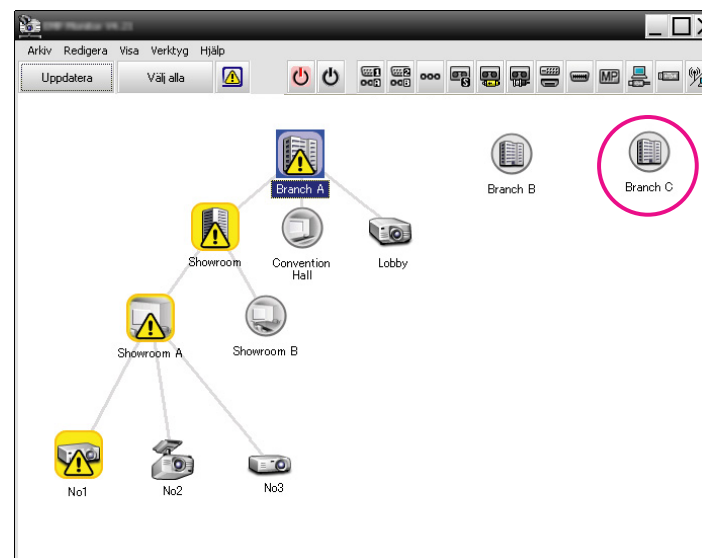 Arkiv Redigera Visa Verktyg Hjälp
Uppdatera Välj alla
MP
Branch A
Branch B
Branch C
Showroom
Convention
Hall
Lobby
Showroom A
Showroom B
No1
No2
No3